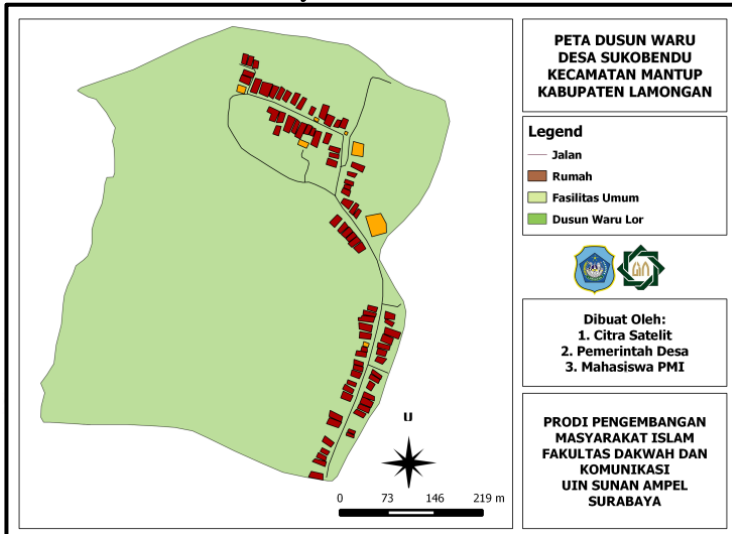 PETA DUSUN WARU
DESA SUKOBENDU
KECAMATAN MANTUP
KABUPATEN LAMONGAN
Legend
Jalan
Rumah
Fasilitas Umum
Dusun Waru Lor
Dibuat Oleh:
1. Citra Satelit
2. Pemerintah Desa
3. Mahasiswa PMI
PRODI PENGEMBANGAN
MASYARAKAT ISLAM
FAKULTAS DAKWAH DAN
KOMUNIKASI
UIN SUNAN AMPEL
SURABAYA
U
0 73 146 219 m